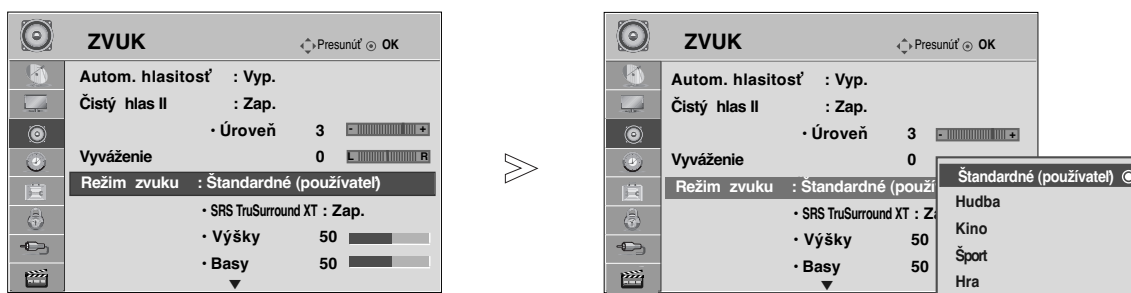 ZVUK
Presunúť OK
Autom. hlasitosť : Vyp.
Čistý hlas II : Zap.
• Úroveň 3 - +
Vyváženie 0 L R
Režim zvuku : Štandardné (používateľ)
• SRS TruSurround XT : Zap.
• Výšky 50
• Basy 50
ZVUK
Presunúť OK
Autom. hlasitosť : Vyp.
Čistý hlas II : Zap.
• Úroveň 3 - +
Vyváženie 0
Režim zvuku : Štandardné (použí
• SRS TruSurround XT : Za
• Výšky 50
• Basy 50
Štandardné (používateľ)
Hudba
Kino
Šport
Hra